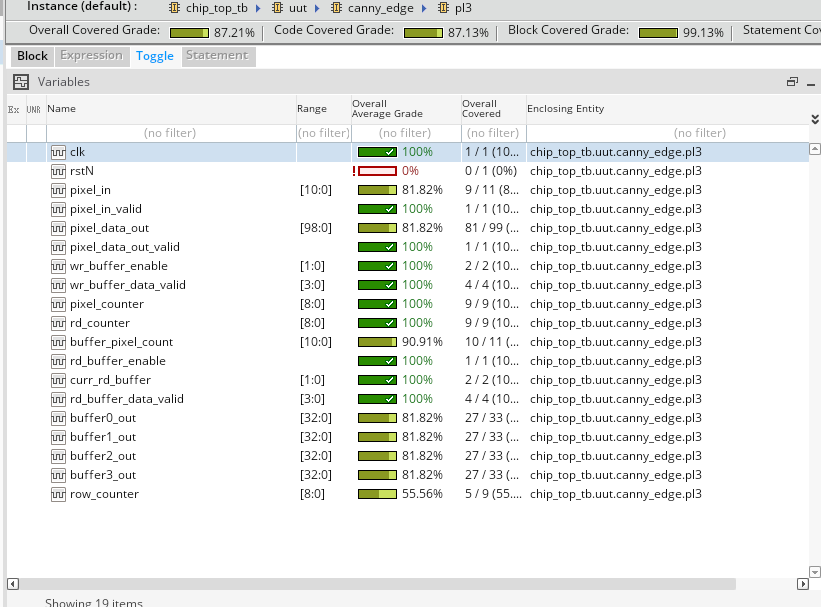 Instance (default) : chip_top_tb uut canny_edge pl3
Overall Covered Grade: 87.21% Code Covered Grade: 87.13% Block Covered Grade: 99.13% Statement Co
Block Expression Toggle Statement
Variables
Ex UNR Name Range Overall Average Grade Overall Covered Enclosing Entity
(no filter) (no filter) (no filter) (no filter) (no filter)
clk 100% 1 / 1 (10... chip_top_tb.uut.canny_edge.pl3
rstN ! 0% 0 / 1 (0%) chip_top_tb.uut.canny_edge.pl3
pixel_in [10:0] 81.82% 9 / 11 (8... chip_top_tb.uut.canny_edge.pl3
pixel_in_valid 100% 1 / 1 (10... chip_top_tb.uut.canny_edge.pl3
pixel_data_out [98:0] 81.82% 81 / 99 (... chip_top_tb.uut.canny_edge.pl3
pixel_data_out_valid 100% 1 / 1 (10... chip_top_tb.uut.canny_edge.pl3
wr_buffer_enable [1:0] 100% 2 / 2 (10... chip_top_tb.uut.canny_edge.pl3
wr_buffer_data_valid [3:0] 100% 4 / 4 (10... chip_top_tb.uut.canny_edge.pl3
pixel_counter [8:0] 100% 9 / 9 (10... chip_top_tb.uut.canny_edge.pl3
rd_counter [8:0] 100% 9 / 9 (10... chip_top_tb.uut.canny_edge.pl3
buffer_pixel_count [10:0] 90.91% 10 / 11 (... chip_top_tb.uut.canny_edge.pl3
rd_buffer_enable 100% 1 / 1 (10... chip_top_tb.uut.canny_edge.pl3
curr_rd_buffer [1:0] 100% 2 / 2 (10... chip_top_tb.uut.canny_edge.pl3
rd_buffer_data_valid [3:0] 100% 4 / 4 (10... chip_top_tb.uut.canny_edge.pl3
buffer0_out [32:0] 81.82% 27 / 33 (... chip_top_tb.uut.canny_edge.pl3
buffer1_out [32:0] 81.82% 27 / 33 (... chip_top_tb.uut.canny_edge.pl3
buffer2_out [32:0] 81.82% 27 / 33 (... chip_top_tb.uut.canny_edge.pl3
buffer3_out [32:0] 81.82% 27 / 33 (... chip_top_tb.uut.canny_edge.pl3
row_counter [8:0] 55.56% 5 / 9 (55.... chip_top_tb.uut.canny_edge.pl3
Showing 19 items